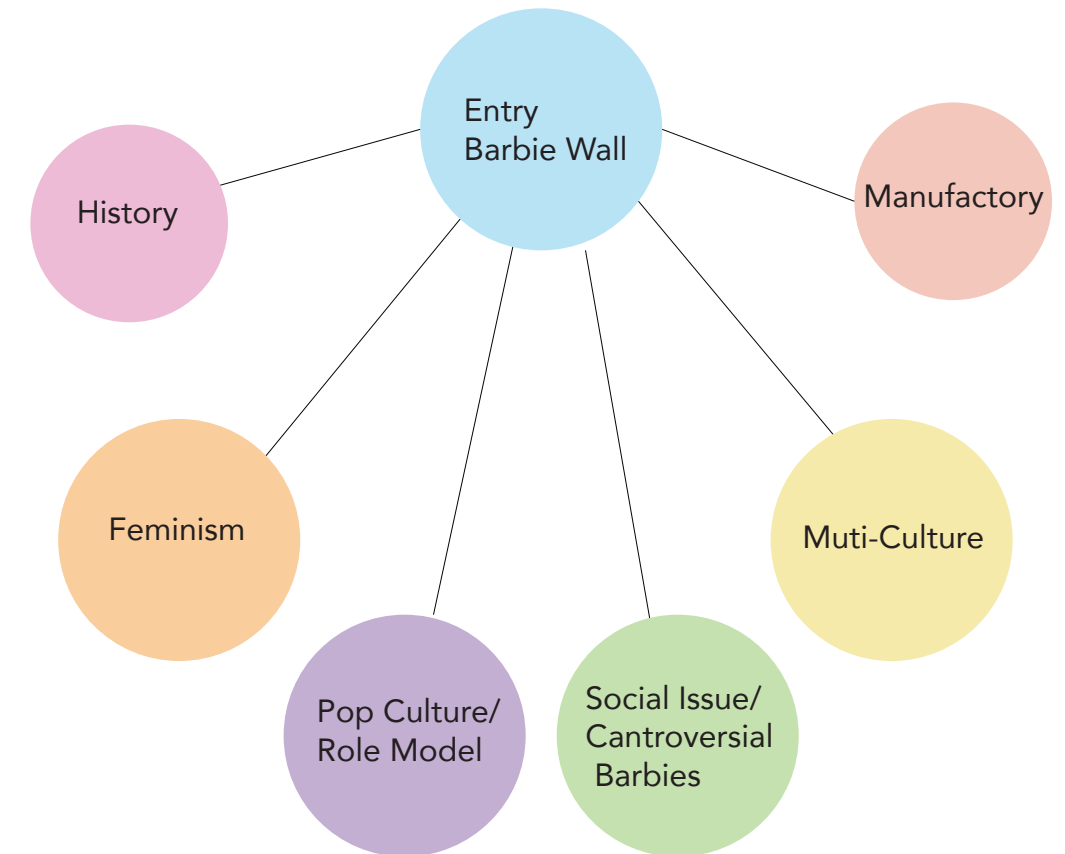 Entry
Barbie Wall
History
Manufactory
Feminism
Muti-Culture
Pop Culture/
Role Model
Social Issue/
Cantroversial
Barbies